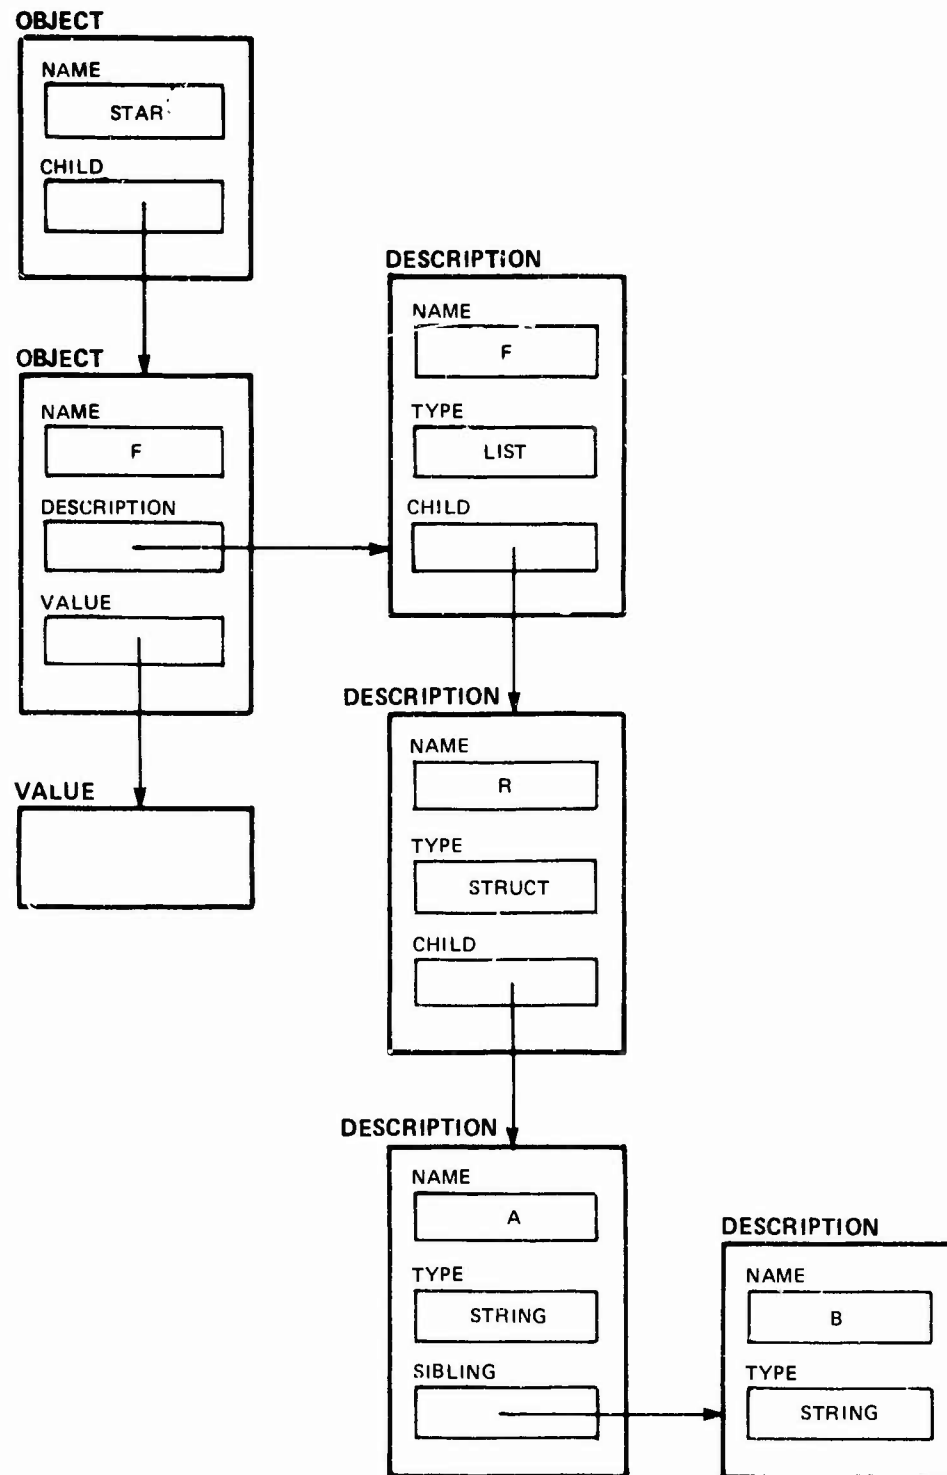 OBJECT
NAME
STAR
CHILD
OBJECT
NAME
F
DESCRIPTION
VALUE
VALUE
DESCRIPTION
NAME
F
TYPE
LIST
CHILD
DESCRIPTION
NAME
R
TYPE
STRUCT
CHILD
DESCRIPTION
NAME
A
TYPE
STRING
SIBLING
DESCRIPTION
NAME
B
TYPE
STRING